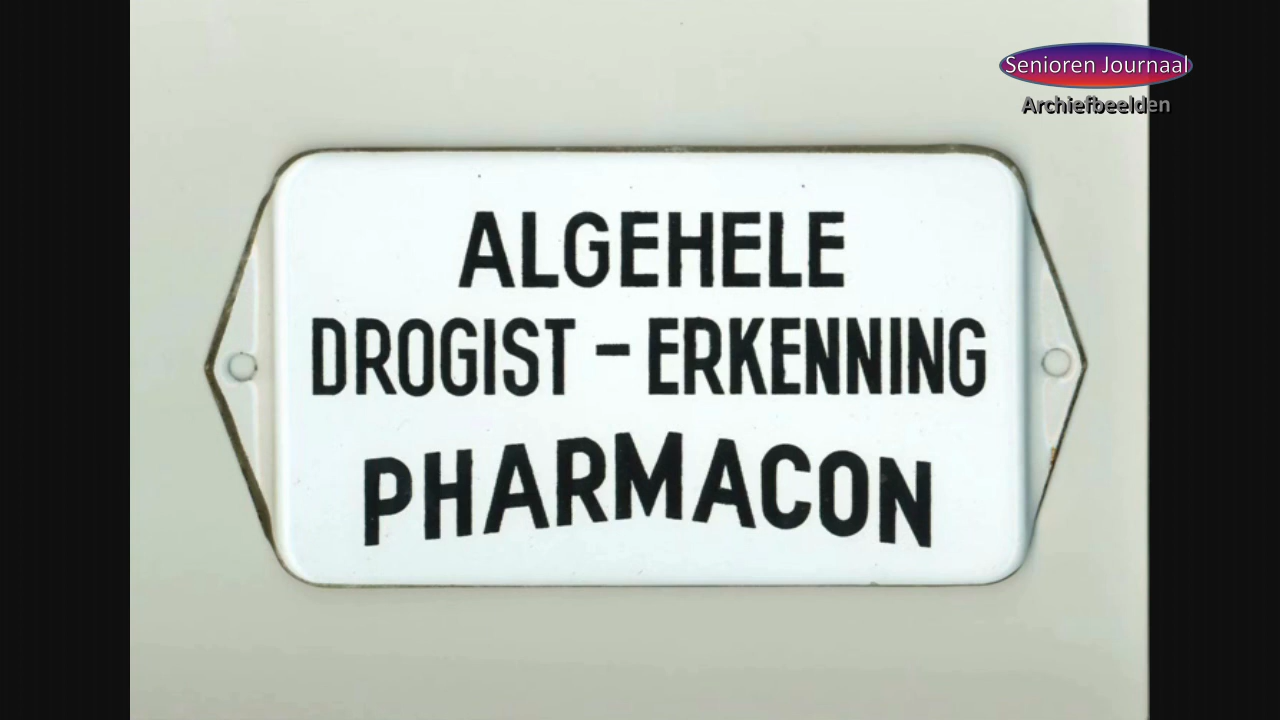 Senioren Journaal
Archiefbeelden
ALGEHELE
DROGIST - ERKENNING
PHARMACON